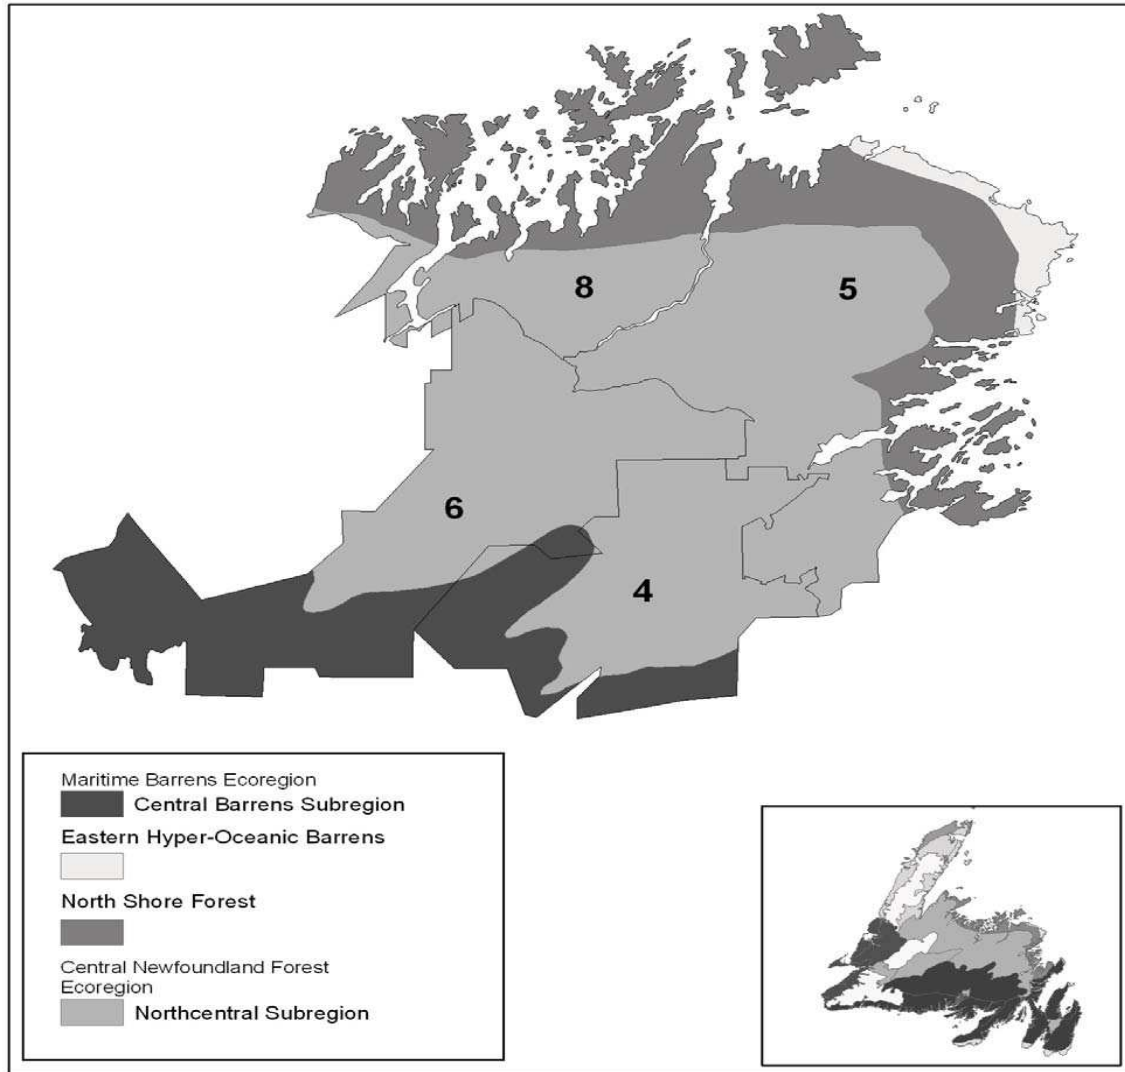 8
5
6
4
Maritime Barrens Ecoregion
Central Barrens Subregion
Eastern Hyper-Oceanic Barrens
North Shore Forest
Central Newfoundland Forest
Ecoregion
Northcentral Subregion